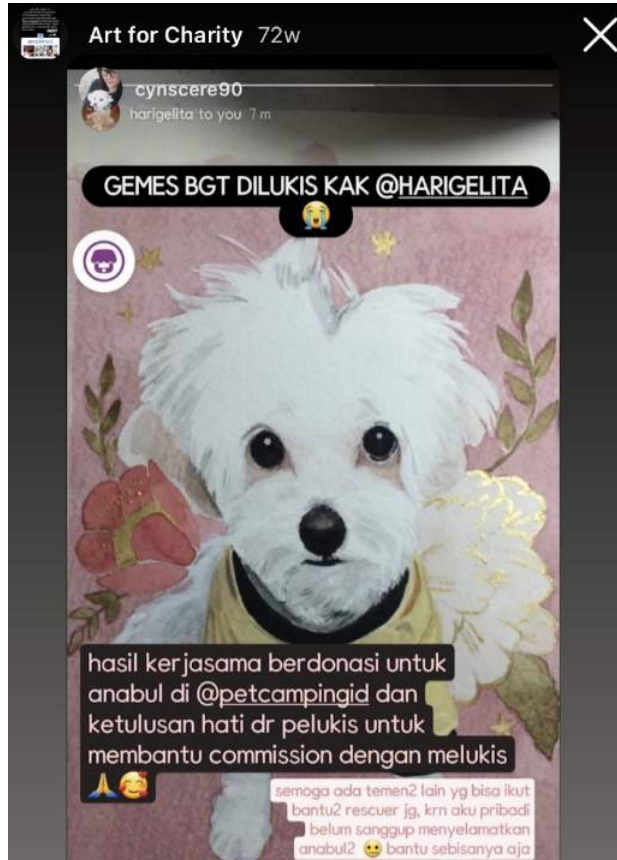 Art for Charity 72w
cynscere90
harigelita to you 7 m
GEMES BGT DILUKIS KAK @HARIGELITA
😭
hasil kerjasama berdonasi untuk
anabul di @petcampingid dan
ketulusan hati dr pelukis untuk
membantu commission dengan melukis
🙏🥰
semoga ada temen2 lain yg bisa ikut
bantu2 rescuer jg, krn aku pribadi
belum sanggup menyelamatkan
anabul2 🙂 bantu sebisanya aja